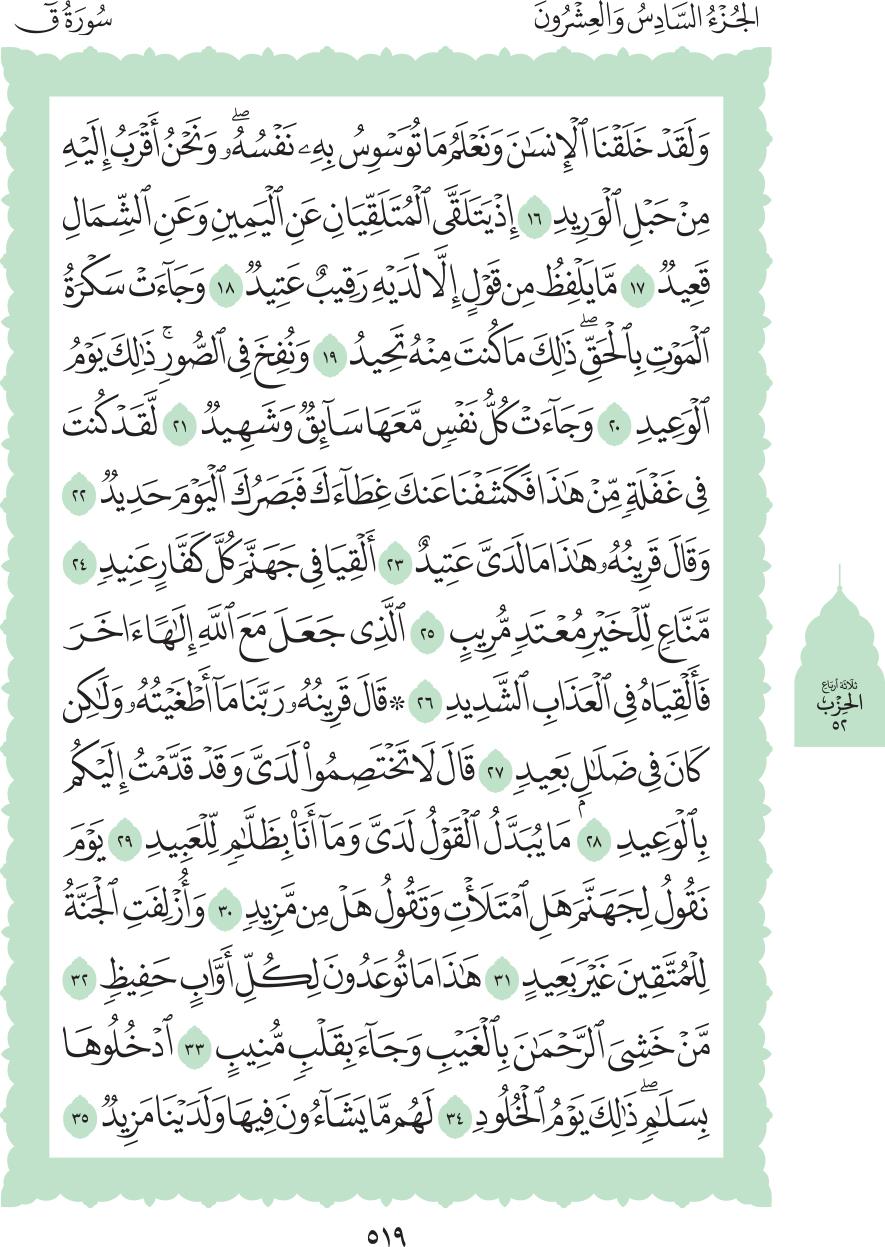 الجُزْءُ السَّادِسُ وَالعِشْرُونَ
سُورَةُ قٓ
وَلَقَدْ خَلَقْنَا ٱلْإِنسَٰنَ وَنَعْلَمُ مَا تُوَسْوِسُ بِهِۦ نَفْسُهُۥۖ وَنَحْنُ أَقْرَبُ إِلَيْهِ
مِنْ حَبْلِ ٱلْوَرِيدِ ١٦ إِذْ يَتَلَقَّى ٱلْمُتَلَقِّيَانِ عَنِ ٱلْيَمِينِ وَعَنِ ٱلشِّمَالِ
قَعِيدٌ ١٧ مَّا يَلْفِظُ مِن قَوْلٍ إِلَّا لَدَيْهِ رَقِيبٌ عَتِيدٌ ١٨ وَجَآءَتْ سَكْرَةُ
ٱلْمَوْتِ بِٱلْحَقِّۖ ذَٰلِكَ مَا كُنتَ مِنْهُ تَحِيدُ ١٩ وَنُفِخَ فِى ٱلصُّورِۚ ذَٰلِكَ يَوْمُ
ٱلْوَعِيدِ ٢٠ وَجَآءَتْ كُلُّ نَفْسٍ مَّعَهَا سَآئِقٌ وَشَهِيدٌ ٢١ لَّقَدْ كُنتَ
فِى غَفْلَةٍ مِّنْ هَٰذَا فَكَشَفْنَا عَنكَ غِطَآءَكَ فَبَصَرُكَ ٱلْيَوْمَ حَدِيدٌ ٢٢
وَقَالَ قَرِينُهُۥ هَٰذَا مَا لَدَىَّ عَتِيدٌ ٢٣ أَلْقِيَا فِى جَهَنَّمَ كُلَّ كَفَّارٍ عَنِيدٍ ٢٤
مَّنَّاعٍ لِّلْخَيْرِ مُعْتَدٍ مُّرِيبٍ ٢٥ ٱلَّذِى جَعَلَ مَعَ ٱللَّهِ إِلَٰهًا ءَاخَرَ
فَأَلْقِيَاهُ فِى ٱلْعَذَابِ ٱلشَّدِيدِ ٢٦ * قَالَ قَرِينُهُۥ رَبَّنَا مَآ أَطْغَيْتُهُۥ وَلَٰكِن
كَانَ فِى ضَلَٰلٍۭ بَعِيدٍ ٢٧ قَالَ لَا تَخْتَصِمُوا۟ لَدَىَّ وَقَدْ قَدَّمْتُ إِلَيْكُم
بِٱلْوَعِيدِ ٢٨ مَا يُبَدَّلُ ٱلْقَوْلُ لَدَىَّ وَمَآ أَنَا۠ بِظَلَّٰمٍ لِّلْعَبِيدِ ٢٩ يَوْمَ
نَقُولُ لِجَهَنَّمَ هَلِ ٱمْتَلَأْتِ وَتَقُولُ هَلْ مِن مَّزِيدٍ ٣٠ وَأُزْلِفَتِ ٱلْجَنَّةُ
لِلْمُتَّقِينَ غَيْرَ بَعِيدٍ ٣١ هَٰذَا مَا تُوعَدُونَ لِكُلِّ أَوَّابٍ حَفِيظٍ ٣٢
مَّنْ خَشِىَ ٱلرَّحْمَٰنَ بِٱلْغَيْبِ وَجَآءَ بِقَلْبٍ مُّنِيبٍ ٣٣ ٱدْخُلُوهَا
بِسَلَٰمٍۖ ذَٰلِكَ يَوْمُ ٱلْخُلُودِ ٣٤ لَهُم مَّا يَشَآءُونَ فِيهَا وَلَدَيْنَا مَزِيدٌ ٣٥
ثلاثة أرباع
الحِزْب
٥٢
٥١٩